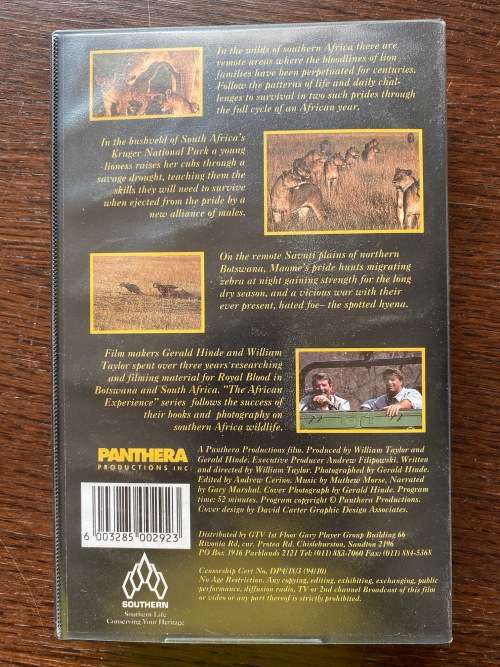 In the wilds of southern Africa there are
remote areas where the bloodlines of lion
families have been perpetuated for centuries.
Follow the patterns of life and daily chal-
lenges to survival in two such prides through
the full cycle of an African year.
In the bushveld of South Africa's
Kruger National Park a young
lioness raises her cubs through a
savage drought, teaching them the
skills they will need to survive
when ejected from the pride by a
new alliance of males.
On the remote Savuti plains of northern
Botswana, Maome's pride hunts migrating
zebra at night gaining strength for the long
dry season, and a vicious war with their
ever present, hated foe– the spotted hyena.
Film makers Gerald Hinde and William
Taylor spent over three years researching
and filming material for Royal Blood in
Botswana and South Africa. "The African
Experience" series follows the success of
their books and photography on
southern Africa wildlife.
PANTHERA
PRODUCTIONS INC
A Panthera Productions film. Produced by William Taylor and
Gerald Hinde. Executive Producer Andrew Filipowski. Written
and directed by William Taylor. Photographed by Gerald Hinde.
Edited by Andrew Cerino. Music by Mathew Morse, Narrated
by Gary Marshal. Cover Photograph by Gerald Hinde. Program
time: 52 minutes. Program copyright © Panthera Productions.
Cover design by David Carter Graphic Design Associates.
6 003285 002923
Distributed by GTV 1st Floor Gary Player Group Building 66
Rivonia Rd, cnr. Protea Rd. Chislehurston, Sandton 2196
PO Box 1916 Parklands 2121 Tel: (011) 883-7060 Fax: (011) 884-5368
Censorship Cert No. DP4/18/3 (94/10)
No Age Restriction. Any copying, editing, exhibiting, exchanging, public
performance, diffusion radio, TV or 2nd channel Broadcast of this film
or video or any part thereof is strictly prohibited.
SOUTHERN
Southern Life
Conserving Your Heritage